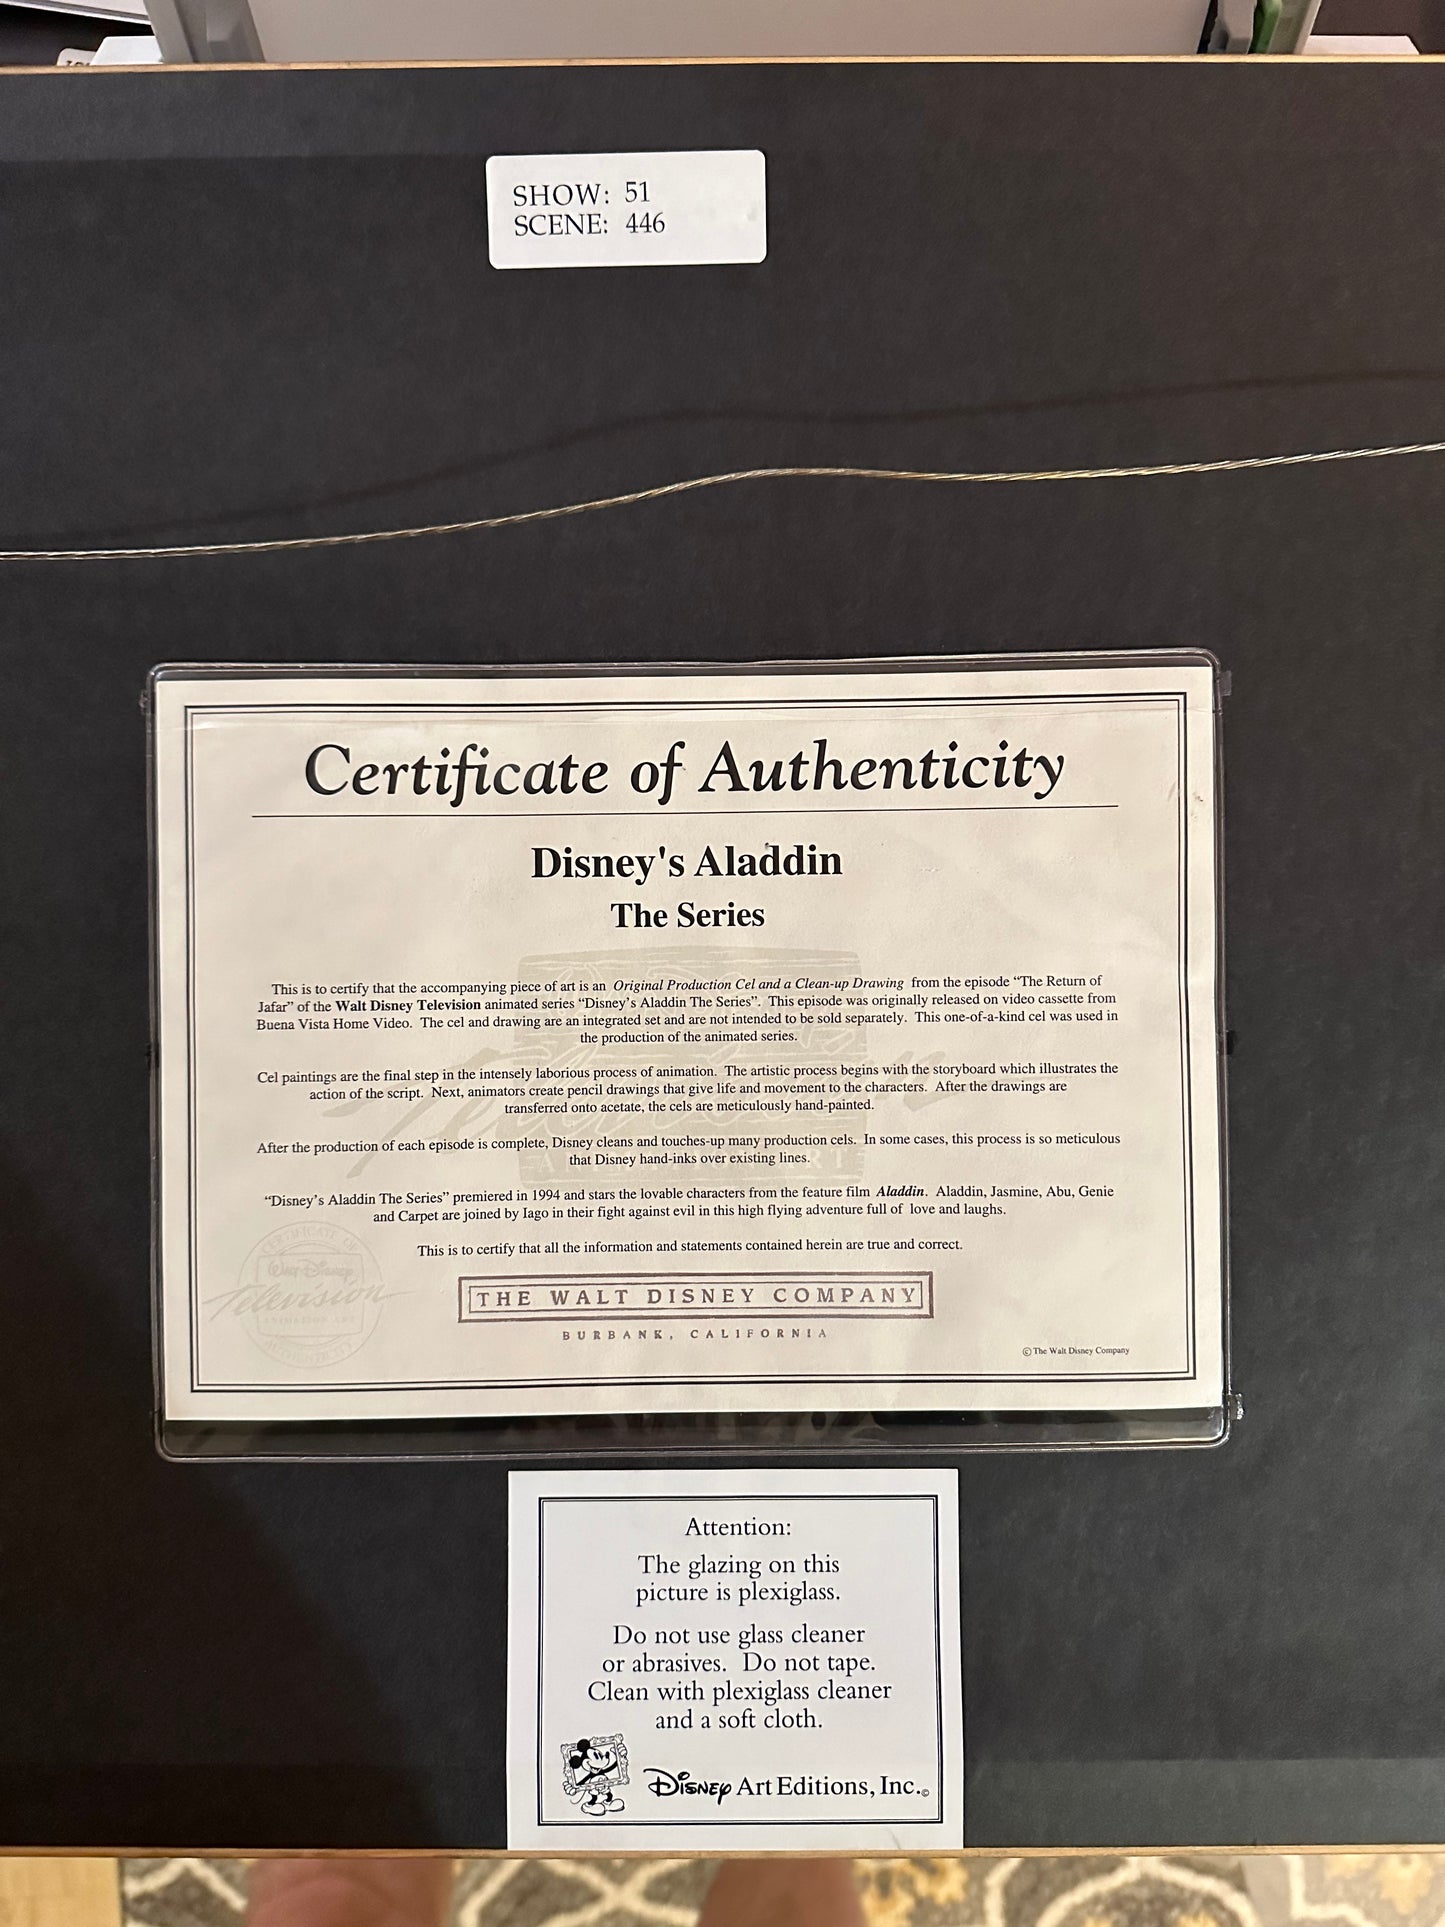 SHOW: 51
SCENE: 446
Certificate of Authenticity
Disney's Aladdin
The Series
This is to certify that the accompanying piece of art is an Original Production Cel and a Clean-up Drawing from the episode “The Return of
Jafar” of the Walt Disney Television animated series “Disney’s Aladdin The Series”. This episode was originally released on video cassette from
Buena Vista Home Video. The cel and drawing are an integrated set and are not intended to be sold separately. This one-of-a-kind cel was used in
the production of the animated series.
Cel paintings are the final step in the intensely laborious process of animation. The artistic process begins with the storyboard which illustrates the
action of the script. Next, animators create pencil drawings that give life and movement to the characters. After the drawings are
transferred onto acetate, the cels are meticulously hand-painted.
After the production of each episode is complete, Disney cleans and touches-up many production cels. In some cases, this process is so meticulous
that Disney hand-inks over existing lines.
“Disney’s Aladdin The Series” premiered in 1994 and stars the lovable characters from the feature film Aladdin. Aladdin, Jasmine, Abu, Genie
and Carpet are joined by Iago in their fight against evil in this high flying adventure full of love and laughs.
This is to certify that all the information and statements contained herein are true and correct.
CERTIFICATE OF
Walt Disney
Television
ANIMATION ART
AUTHENTICITY
THE WALT DISNEY COMPANY
BURBANK, CALIFORNIA
© The Walt Disney Company
Attention:
The glazing on this
picture is plexiglass.
Do not use glass cleaner
or abrasives. Do not tape.
Clean with plexiglass cleaner
and a soft cloth.
Disney Art Editions, Inc.©